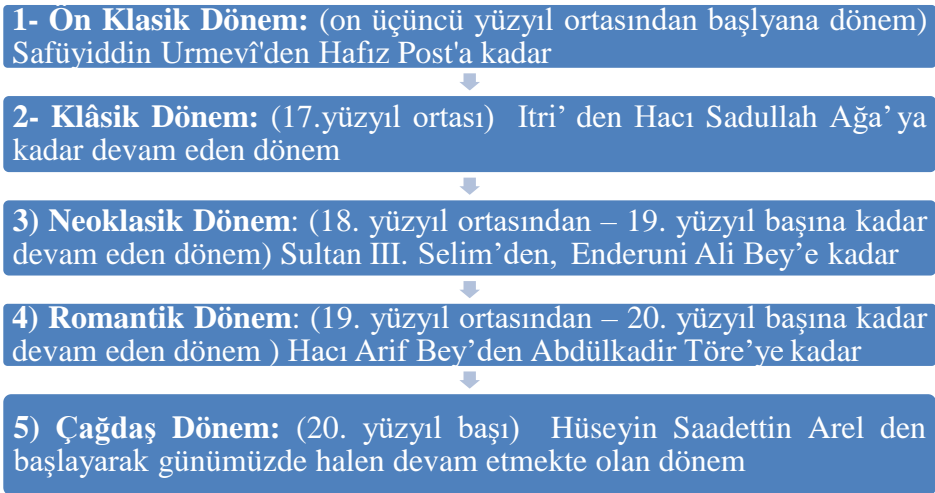 1- Ön Klasik Dönem: (on üçüncü yüzyıl ortasından başlyana dönem)
Safüyiddin Urmevî'den Hafız Post'a kadar
2- Klâsik Dönem: (17.yüzyıl ortası) Itri' den Hacı Sadullah Ağa' ya
kadar devam eden dönem
3) Neoklasik Dönem: (18. yüzyıl ortasından – 19. yüzyıl başına kadar
devam eden dönem) Sultan III. Selim’den, Enderuni Ali Bey’e kadar
4) Romantik Dönem: (19. yüzyıl ortasından – 20. yüzyıl başına kadar
devam eden dönem ) Hacı Arif Bey’den Abdülkadir Töre’ye kadar
5) Çağdaş Dönem: (20. yüzyıl başı) Hüseyin Saadettin Arel den
başlayarak günümüzde halen devam etmekte olan dönem